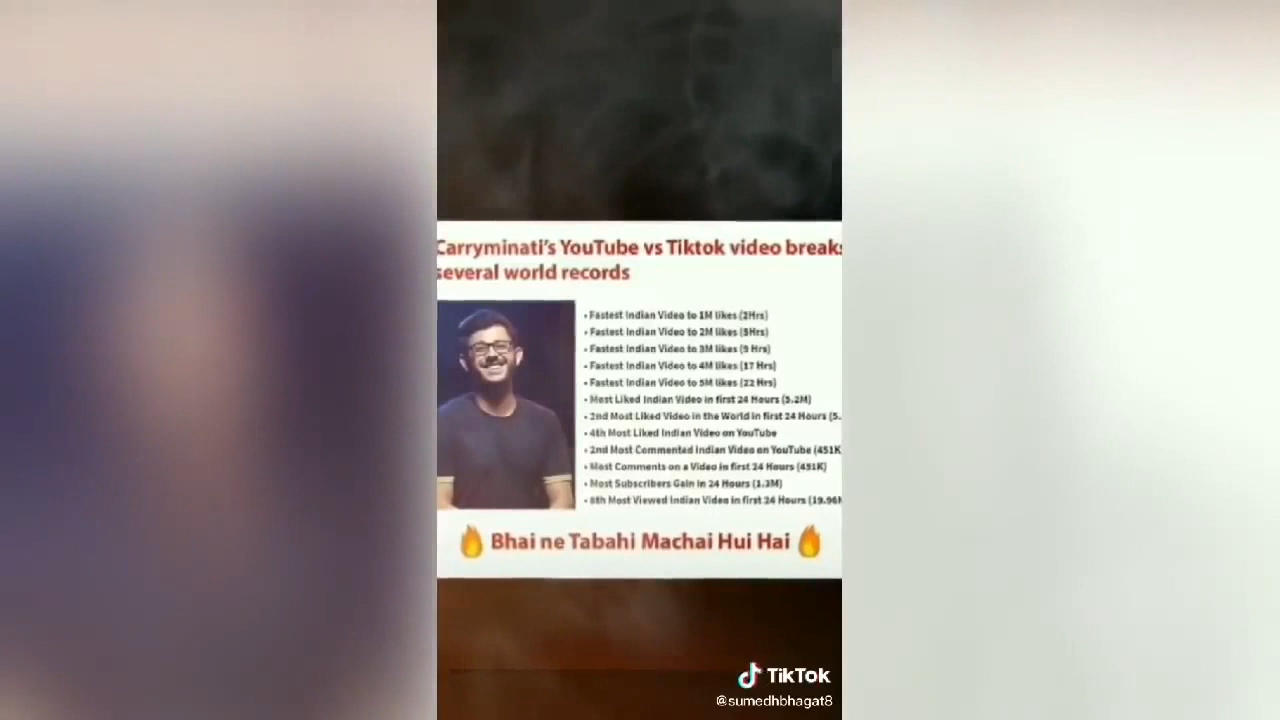 Carryminati's YouTube vs Tiktok video breaks
several world records
• Fastest Indian Video to 1M likes (2Hrs)
• Fastest Indian Video to 2M likes (5Hrs)
• Fastest Indian Video to 3M likes (9 Hrs)
• Fastest Indian Video to 4M likes (17 Hrs)
• Fastest Indian Video to 5M likes (22 Hrs)
• Most Liked Indian Video in first 24 Hours (5.2M)
• 2nd Most Liked Video in the World in first 24 Hours (5.
• 4th Most Liked Indian Video on YouTube
• 2nd Most Commented Indian Video on YouTube (451K
• Most Comments on a Video in first 24 Hours (451K)
• Most Subscribers Gain in 24 Hours (1.3M)
• 8th Most Viewed Indian Video in first 24 Hours (19.96M
🔥 Bhai ne Tabahi Machai Hui Hai 🔥
TikTok
@sumedhbhagat8